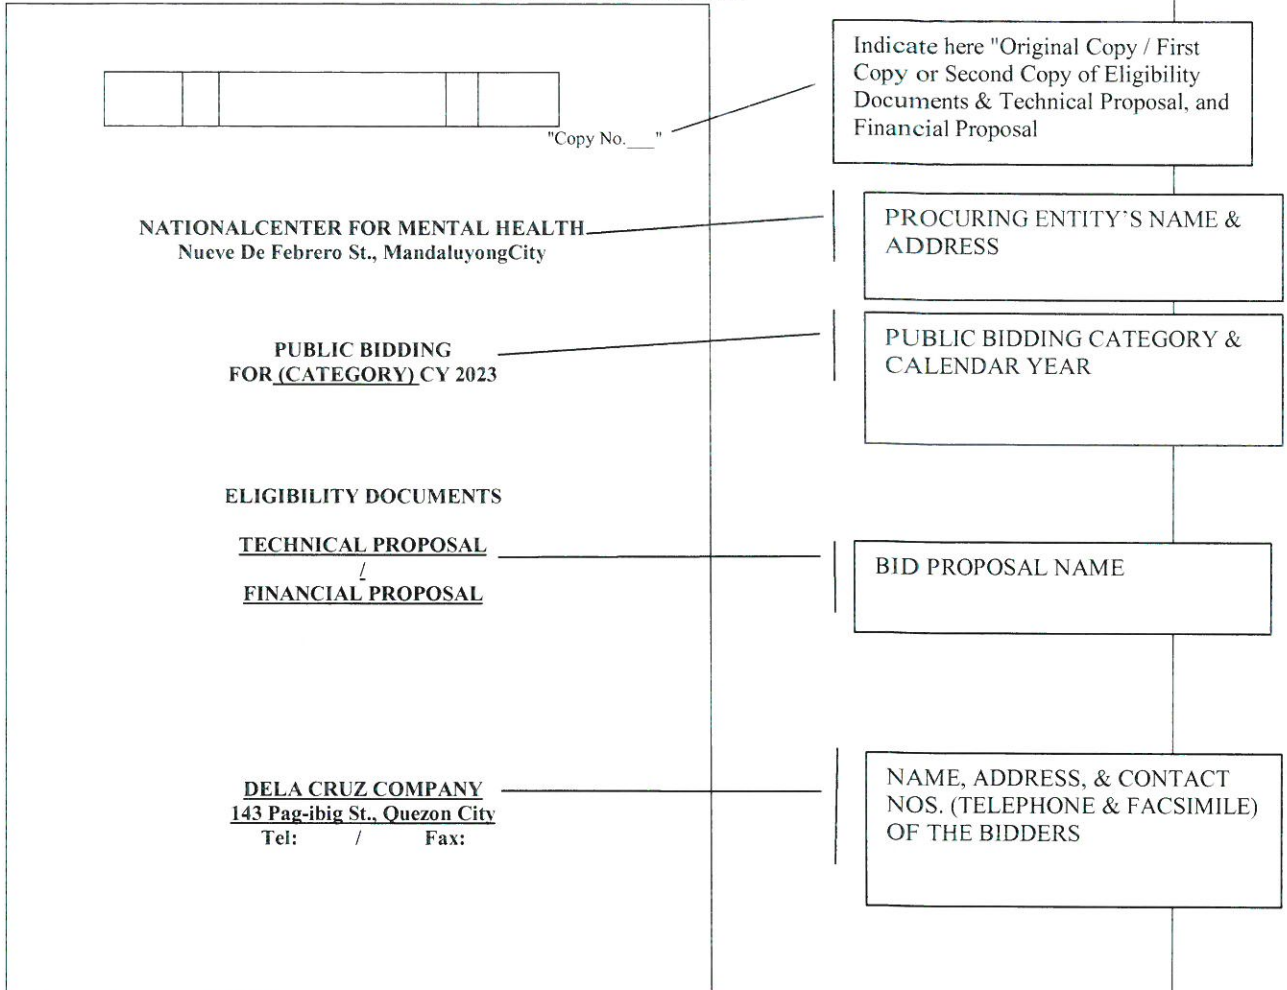 Indicate here "Original Copy / First
Copy or Second Copy of Eligibility
Documents & Technical Proposal, and
Financial Proposal
"Copy No.___"
NATIONALCENTER FOR MENTAL HEALTH
Nueve De Febrero St., MandaluyongCity
PROCURING ENTITY'S NAME &
ADDRESS
PUBLIC BIDDING
FOR (CATEGORY) CY 2023
PUBLIC BIDDING CATEGORY &
CALENDAR YEAR
ELIGIBILITY DOCUMENTS
TECHNICAL PROPOSAL
/
FINANCIAL PROPOSAL
BID PROPOSAL NAME
DELA CRUZ COMPANY
143 Pag-ibig St., Quezon City
Tel: / Fax:
NAME, ADDRESS, & CONTACT
NOS. (TELEPHONE & FACSIMILE)
OF THE BIDDERS